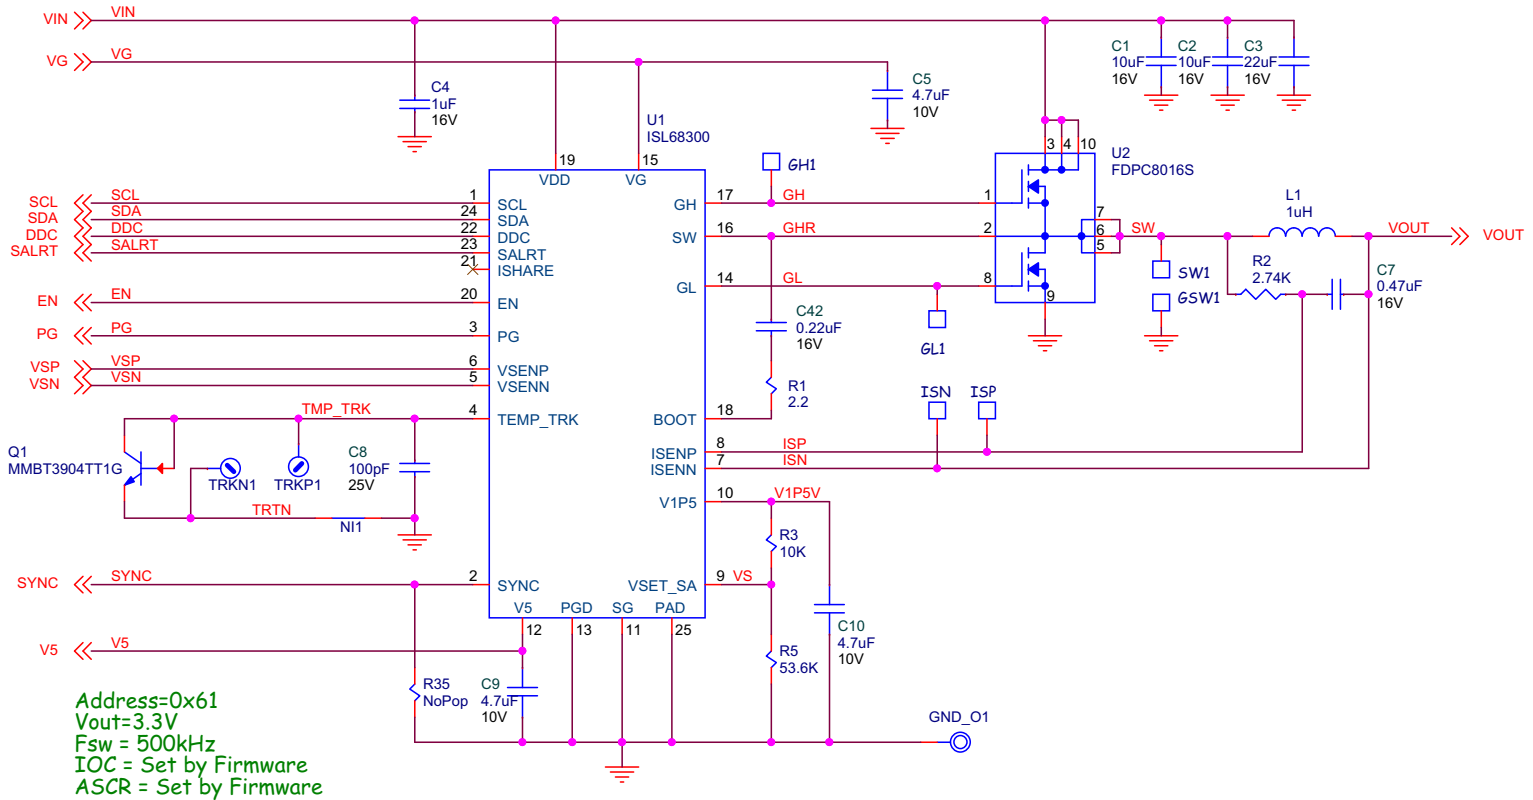 VIN
VIN
VG
VG
C4
1uF
16V
C5
4.7uF
10V
C1
10uF
16V
C2
10uF
16V
C3
22uF
16V
U1
ISL68300
19
VDD
15
VG
SCL
SCL
1
SCL
SDA
SDA
24
SDA
DDC
DDC
22
DDC
SALRT
SALRT
23
SALRT
21
ISHARE
EN
EN
20
EN
PG
PG
3
PG
VSP
VSP
6
VSENP
VSN
VSN
5
VSENN
TMP_TRK
4
TEMP_TRK
Q1
MMBT3904TT1G
TRKN1
TRKP1
C8
100pF
25V
TRTN
NI1
SYNC
SYNC
2
SYNC
V5
V5
V5
12
PGD
13
SG
11
PAD
25
GH
17
GH
GH1
SW
16
GHR
GL
14
GL
GL1
C42
0.22uF
16V
R1
2.2
BOOT
18
ISENP
8
ISP
ISENN
7
ISN
ISN
ISP
V1P5
10
V1P5V
R3
10K
VSET_SA
9
VS
C10
4.7uF
10V
R5
53.6K
U2
FDPC8016S
3
4
10
1
2
8
7
6
5
9
SW
SW1
GSW1
L1
1uH
R2
2.74K
C7
0.47uF
16V
VOUT
VOUT
R35
NoPop
C9
4.7uF
10V
GND_O1
Address=0x61
Vout=3.3V
Fsw = 500kHz
IOC = Set by Firmware
ASCR = Set by Firmware